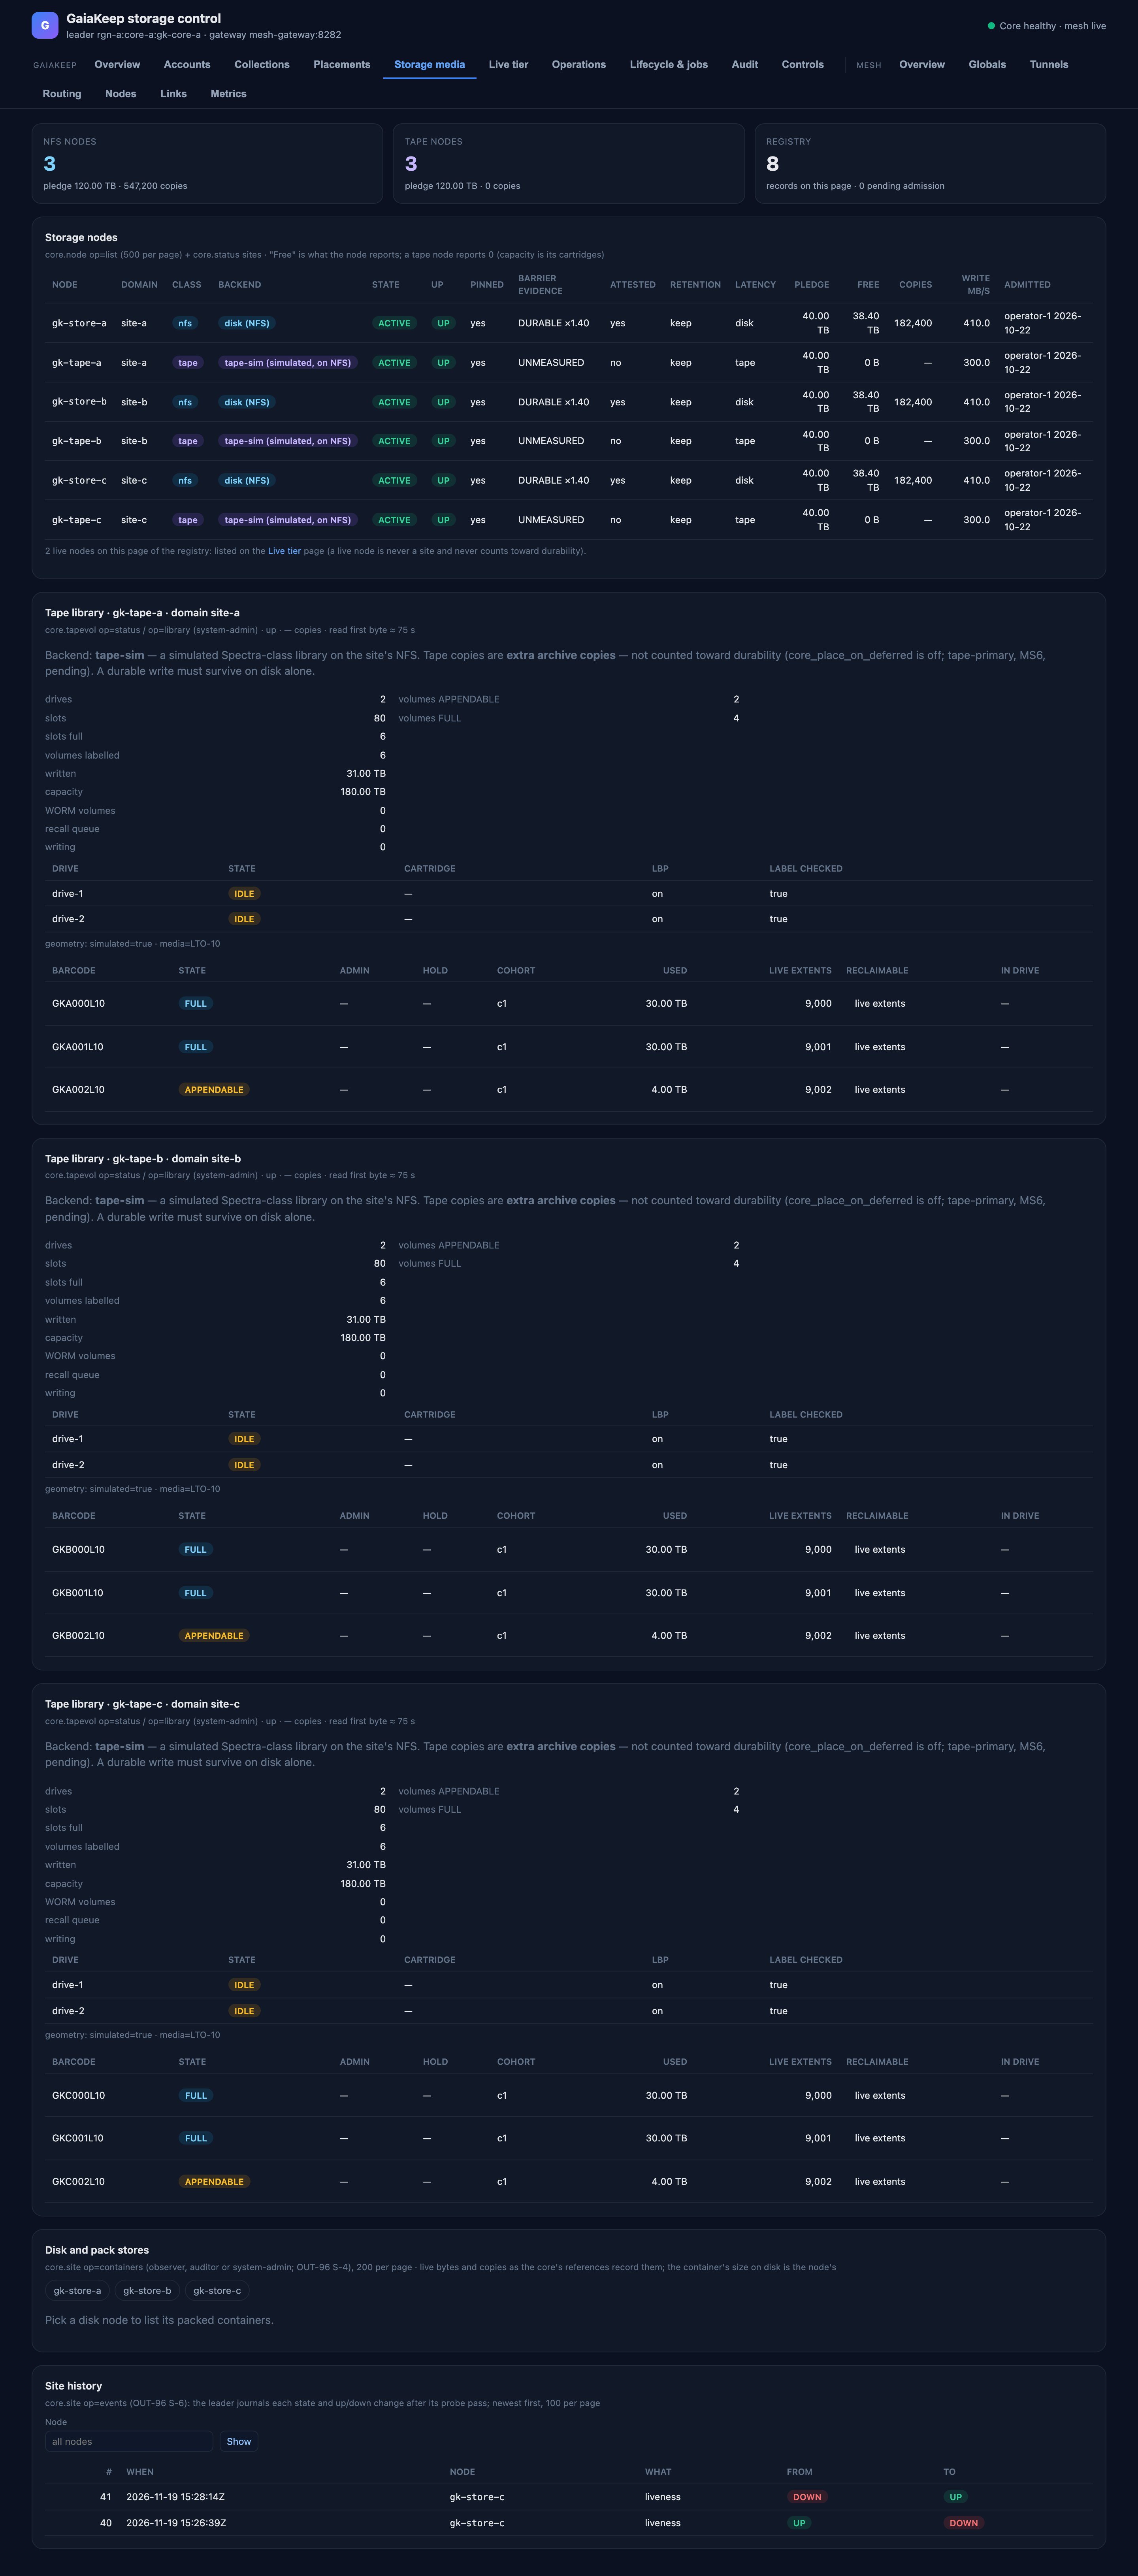 G
GaiaKeep storage control
leader rgn-a:core-a:gk-core-a · gateway mesh-gateway:8282
Core healthy · mesh live
GAIAKEEP Overview Accounts Collections Placements Storage media Live tier Operations Lifecycle & jobs Audit Controls MESH Overview Globals Tunnels
Routing Nodes Links Metrics
NFS NODES
3
pledge 120.00 TB · 547,200 copies
TAPE NODES
3
pledge 120.00 TB · 0 copies
REGISTRY
8
records on this page · 0 pending admission
Storage nodes
core.node op=list (500 per page) + core.status sites · "Free" is what the node reports; a tape node reports 0 (capacity is its cartridges)
NODE DOMAIN CLASS BACKEND STATE UP PINNED BARRIER EVIDENCE ATTESTED RETENTION LATENCY PLEDGE FREE COPIES WRITE MB/S ADMITTED
gk-store-a site-a nfs disk (NFS) ACTIVE UP yes DURABLE ×1.40 yes keep disk 40.00 TB 38.40 TB 182,400 410.0 operator-1 2026-10-22
gk-tape-a site-a tape tape-sim (simulated, on NFS) ACTIVE UP yes UNMEASURED no keep tape 40.00 TB 0 B — 300.0 operator-1 2026-10-22
gk-store-b site-b nfs disk (NFS) ACTIVE UP yes DURABLE ×1.40 yes keep disk 40.00 TB 38.40 TB 182,400 410.0 operator-1 2026-10-22
gk-tape-b site-b tape tape-sim (simulated, on NFS) ACTIVE UP yes UNMEASURED no keep tape 40.00 TB 0 B — 300.0 operator-1 2026-10-22
gk-store-c site-c nfs disk (NFS) ACTIVE UP yes DURABLE ×1.40 yes keep disk 40.00 TB 38.40 TB 182,400 410.0 operator-1 2026-10-22
gk-tape-c site-c tape tape-sim (simulated, on NFS) ACTIVE UP yes UNMEASURED no keep tape 40.00 TB 0 B — 300.0 operator-1 2026-10-22
2 live nodes on this page of the registry: listed on the Live tier page (a live node is never a site and never counts toward durability).
Tape library · gk-tape-a · domain site-a
core.tapevol op=status / op=library (system-admin) · up · — copies · read first byte ≈ 75 s
Backend: tape-sim — a simulated Spectra-class library on the site's NFS. Tape copies are extra archive copies — not counted toward durability (core_place_on_deferred is off; tape-primary, MS6,
pending). A durable write must survive on disk alone.
drives 2 volumes APPENDABLE 2
slots 80 volumes FULL 4
slots full 6
volumes labelled 6
written 31.00 TB
capacity 180.00 TB
WORM volumes 0
recall queue 0
writing 0
DRIVE STATE CARTRIDGE LBP LABEL CHECKED
drive-1 IDLE — on true
drive-2 IDLE — on true
geometry: simulated=true · media=LTO-10
BARCODE STATE ADMIN HOLD COHORT USED LIVE EXTENTS RECLAIMABLE IN DRIVE
GKA000L10 FULL — — c1 30.00 TB 9,000 live extents —
GKA001L10 FULL — — c1 30.00 TB 9,001 live extents —
GKA002L10 APPENDABLE — — c1 4.00 TB 9,002 live extents —
Tape library · gk-tape-b · domain site-b
core.tapevol op=status / op=library (system-admin) · up · — copies · read first byte ≈ 75 s
Backend: tape-sim — a simulated Spectra-class library on the site's NFS. Tape copies are extra archive copies — not counted toward durability (core_place_on_deferred is off; tape-primary, MS6,
pending). A durable write must survive on disk alone.
drives 2 volumes APPENDABLE 2
slots 80 volumes FULL 4
slots full 6
volumes labelled 6
written 31.00 TB
capacity 180.00 TB
WORM volumes 0
recall queue 0
writing 0
DRIVE STATE CARTRIDGE LBP LABEL CHECKED
drive-1 IDLE — on true
drive-2 IDLE — on true
geometry: simulated=true · media=LTO-10
BARCODE STATE ADMIN HOLD COHORT USED LIVE EXTENTS RECLAIMABLE IN DRIVE
GKB000L10 FULL — — c1 30.00 TB 9,000 live extents —
GKB001L10 FULL — — c1 30.00 TB 9,001 live extents —
GKB002L10 APPENDABLE — — c1 4.00 TB 9,002 live extents —
Tape library · gk-tape-c · domain site-c
core.tapevol op=status / op=library (system-admin) · up · — copies · read first byte ≈ 75 s
Backend: tape-sim — a simulated Spectra-class library on the site's NFS. Tape copies are extra archive copies — not counted toward durability (core_place_on_deferred is off; tape-primary, MS6,
pending). A durable write must survive on disk alone.
drives 2 volumes APPENDABLE 2
slots 80 volumes FULL 4
slots full 6
volumes labelled 6
written 31.00 TB
capacity 180.00 TB
WORM volumes 0
recall queue 0
writing 0
DRIVE STATE CARTRIDGE LBP LABEL CHECKED
drive-1 IDLE — on true
drive-2 IDLE — on true
geometry: simulated=true · media=LTO-10
BARCODE STATE ADMIN HOLD COHORT USED LIVE EXTENTS RECLAIMABLE IN DRIVE
GKC000L10 FULL — — c1 30.00 TB 9,000 live extents —
GKC001L10 FULL — — c1 30.00 TB 9,001 live extents —
GKC002L10 APPENDABLE — — c1 4.00 TB 9,002 live extents —
Disk and pack stores
core.site op=containers (observer, auditor or system-admin; OUT-96 S-4), 200 per page · live bytes and copies as the core's references record them; the container's size on disk is the node's
gk-store-a gk-store-b gk-store-c
Pick a disk node to list its packed containers.
Site history
core.site op=events (OUT-96 S-6): the leader journals each state and up/down change after its probe pass; newest first, 100 per page
Node
all nodes Show
# WHEN NODE WHAT FROM TO
41 2026-11-19 15:28:14Z gk-store-c liveness DOWN UP
40 2026-11-19 15:26:39Z gk-store-c liveness UP DOWN